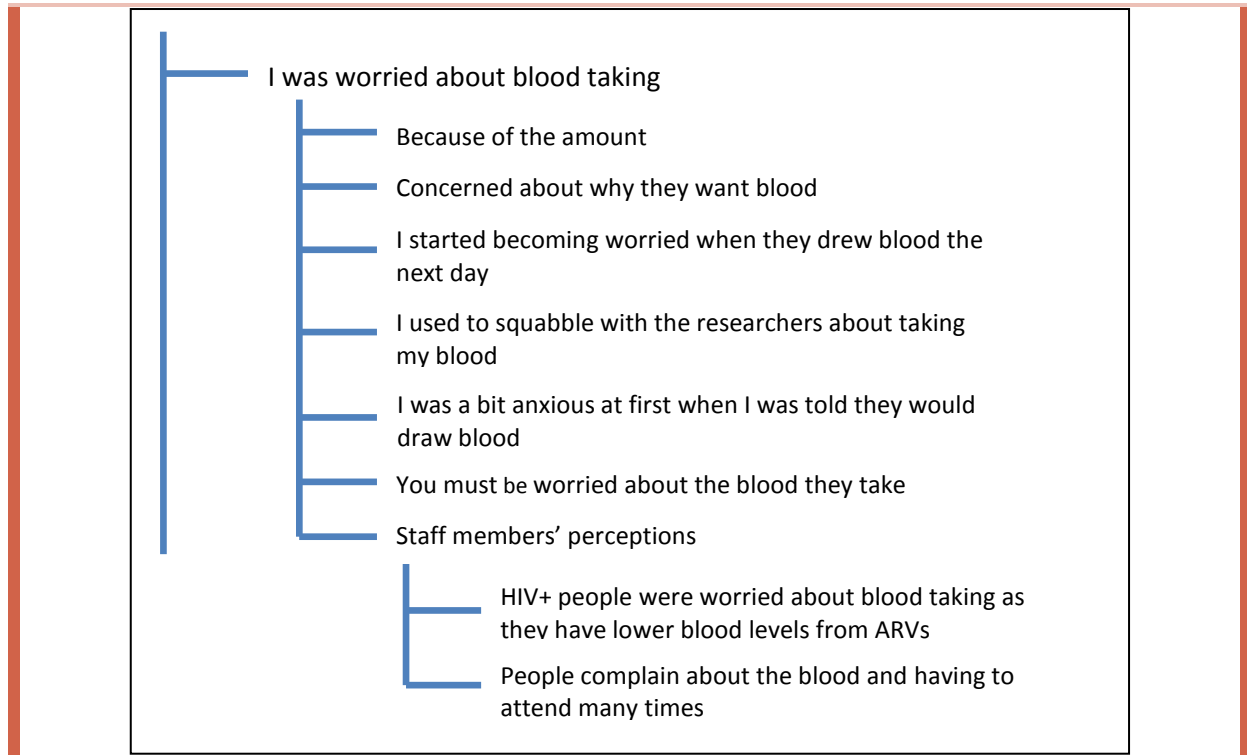 I was worried about blood taking
Because of the amount
Concerned about why they want blood
I started becoming worried when they drew blood the
next day
I used to squabble with the researchers about taking
my blood
I was a bit anxious at first when I was told they would
draw blood
You must be worried about the blood they take
Staff members’ perceptions
HIV+ people were worried about blood taking as
they have lower blood levels from ARVs
People complain about the blood and having to
attend many times